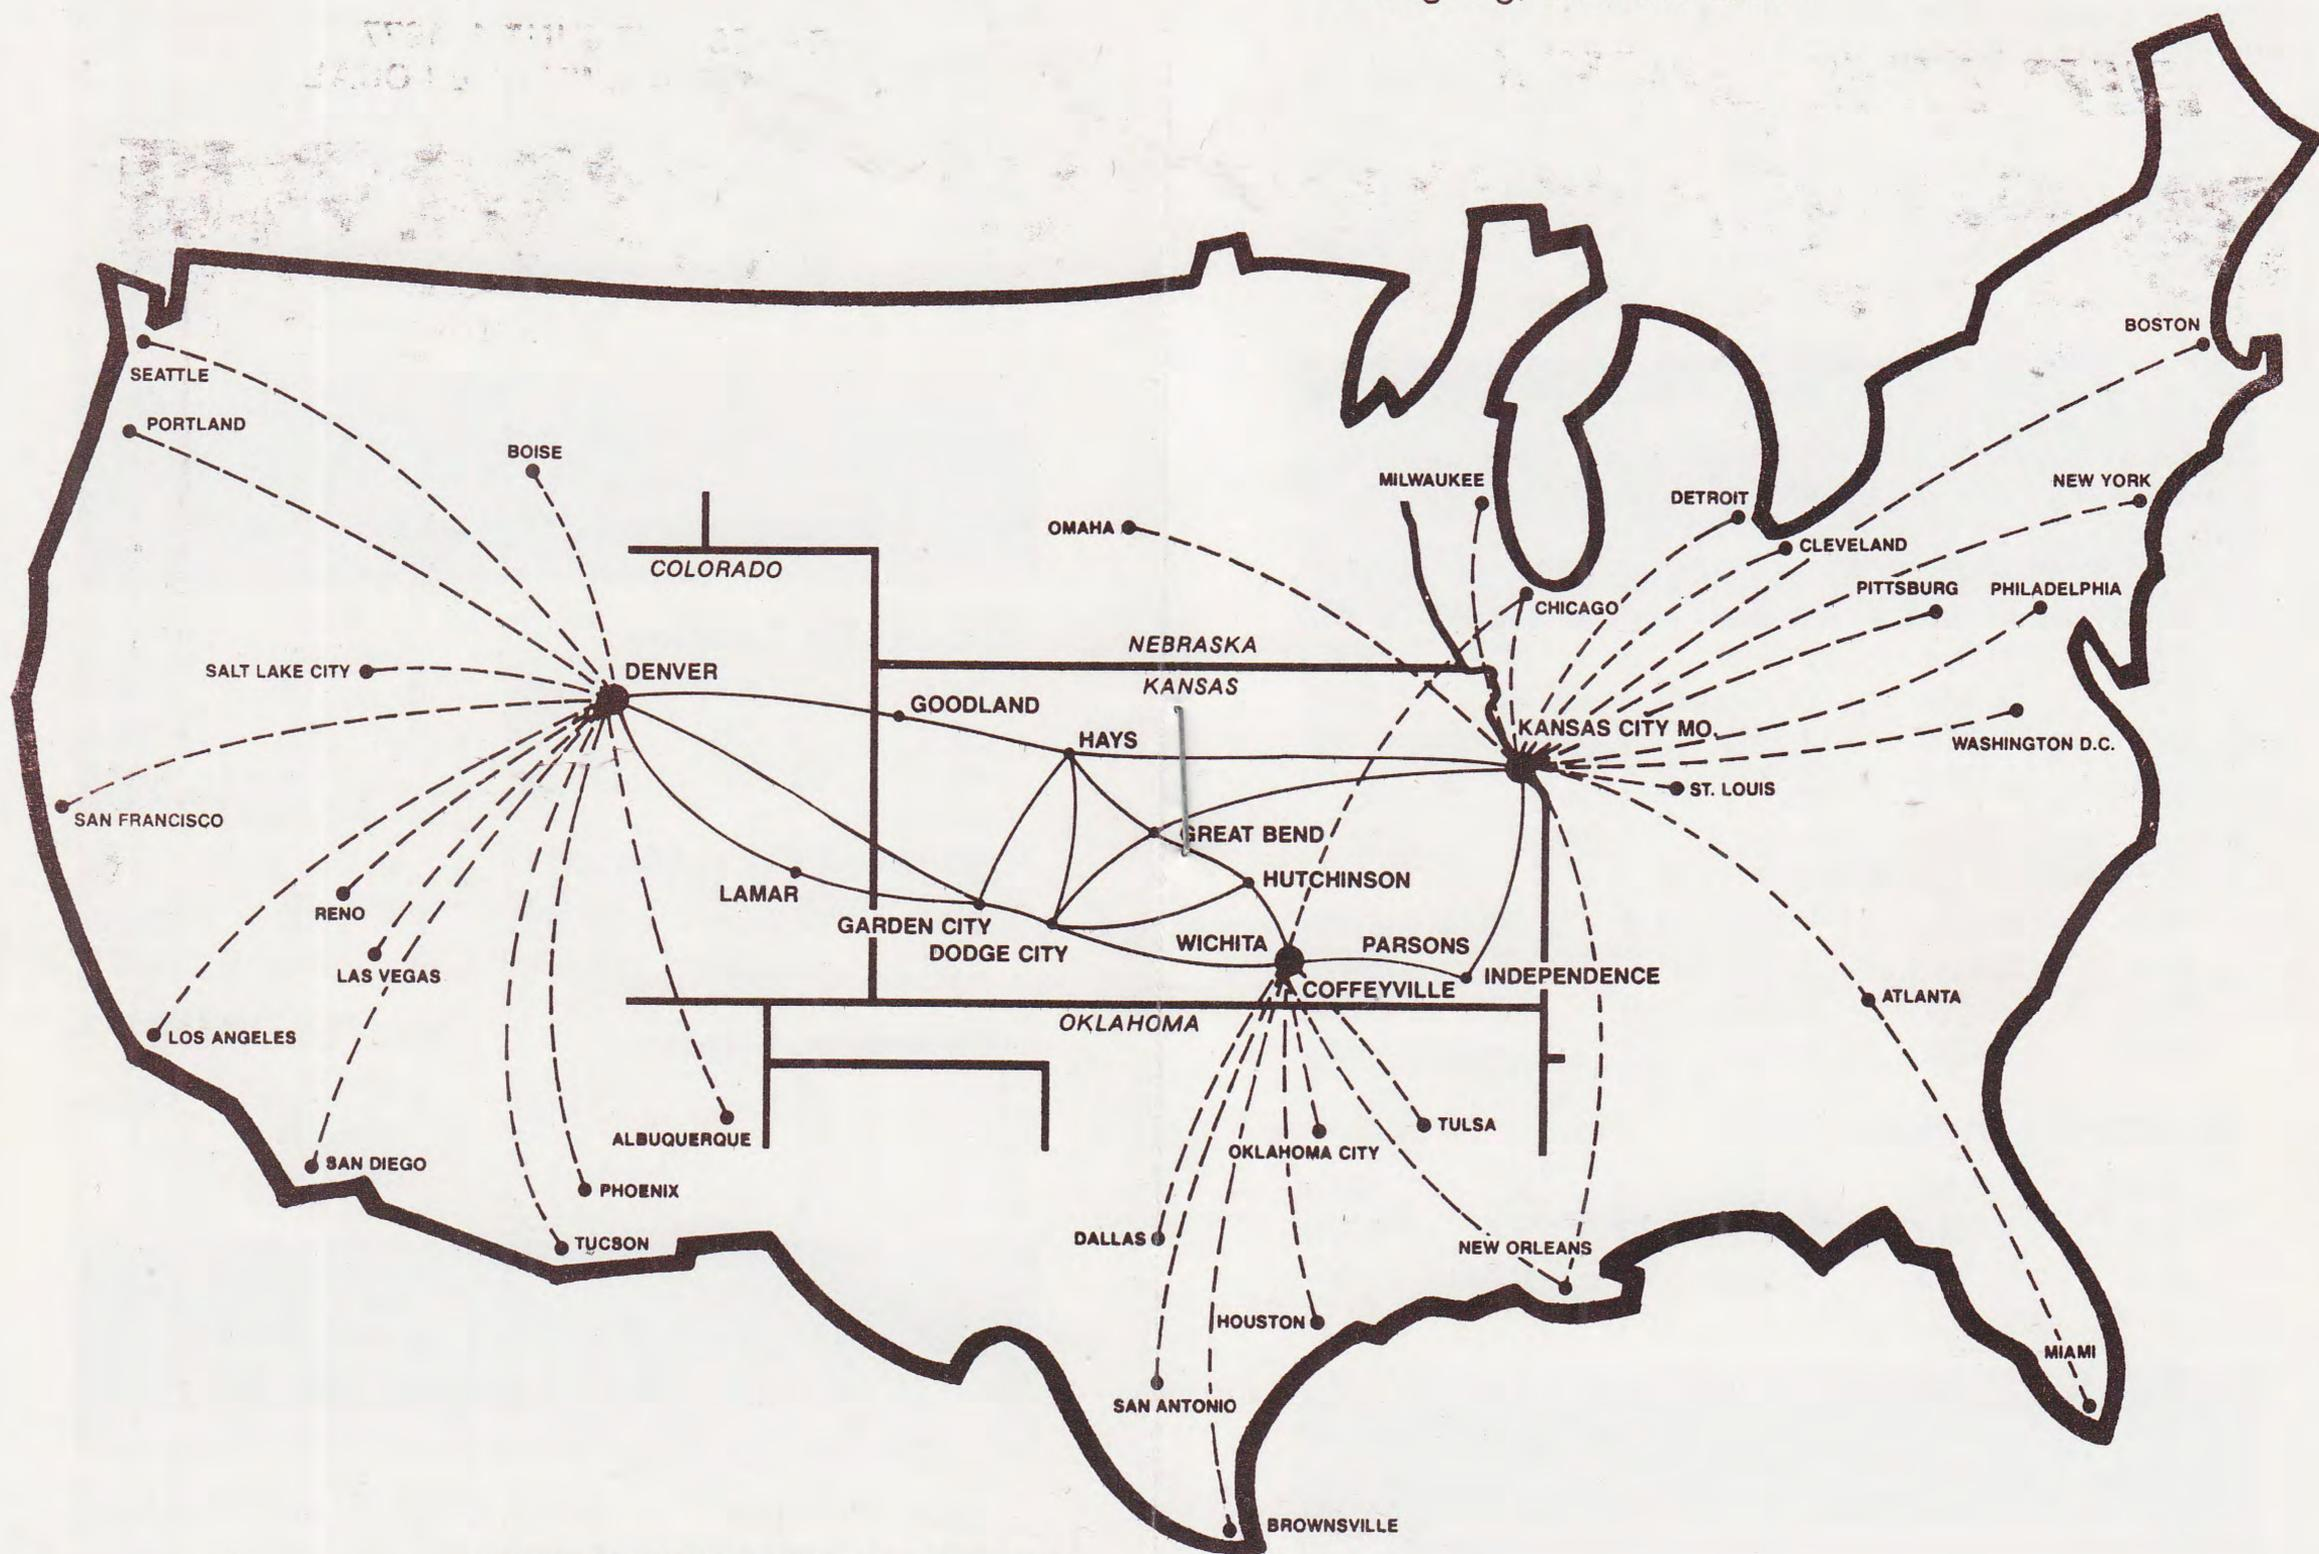 BOSTON
SEATTLE
PORTLAND
BOISE
MILWAUKEE
DETROIT
NEW YORK
OMAHA
CLEVELAND
COLORADO
PITTSBURG
PHILADELPHIA
CHICAGO
NEBRASKA
SALT LAKE CITY
DENVER
KANSAS
GOODLAND
KANSAS CITY MO.
HAYS
WASHINGTON D.C.
ST. LOUIS
SAN FRANCISCO
GREAT BEND
HUTCHINSON
LAMAR
RENO
GARDEN CITY
DODGE CITY
WICHITA
PARSONS
LAS VEGAS
INDEPENDENCE
COFFEYVILLE
ATLANTA
OKLAHOMA
LOS ANGELES
TULSA
ALBUQUERQUE
OKLAHOMA CITY
SAN DIEGO
PHOENIX
DALLAS
TUCSON
NEW ORLEANS
HOUSTON
MIAMI
SAN ANTONIO
BROWNSVILLE